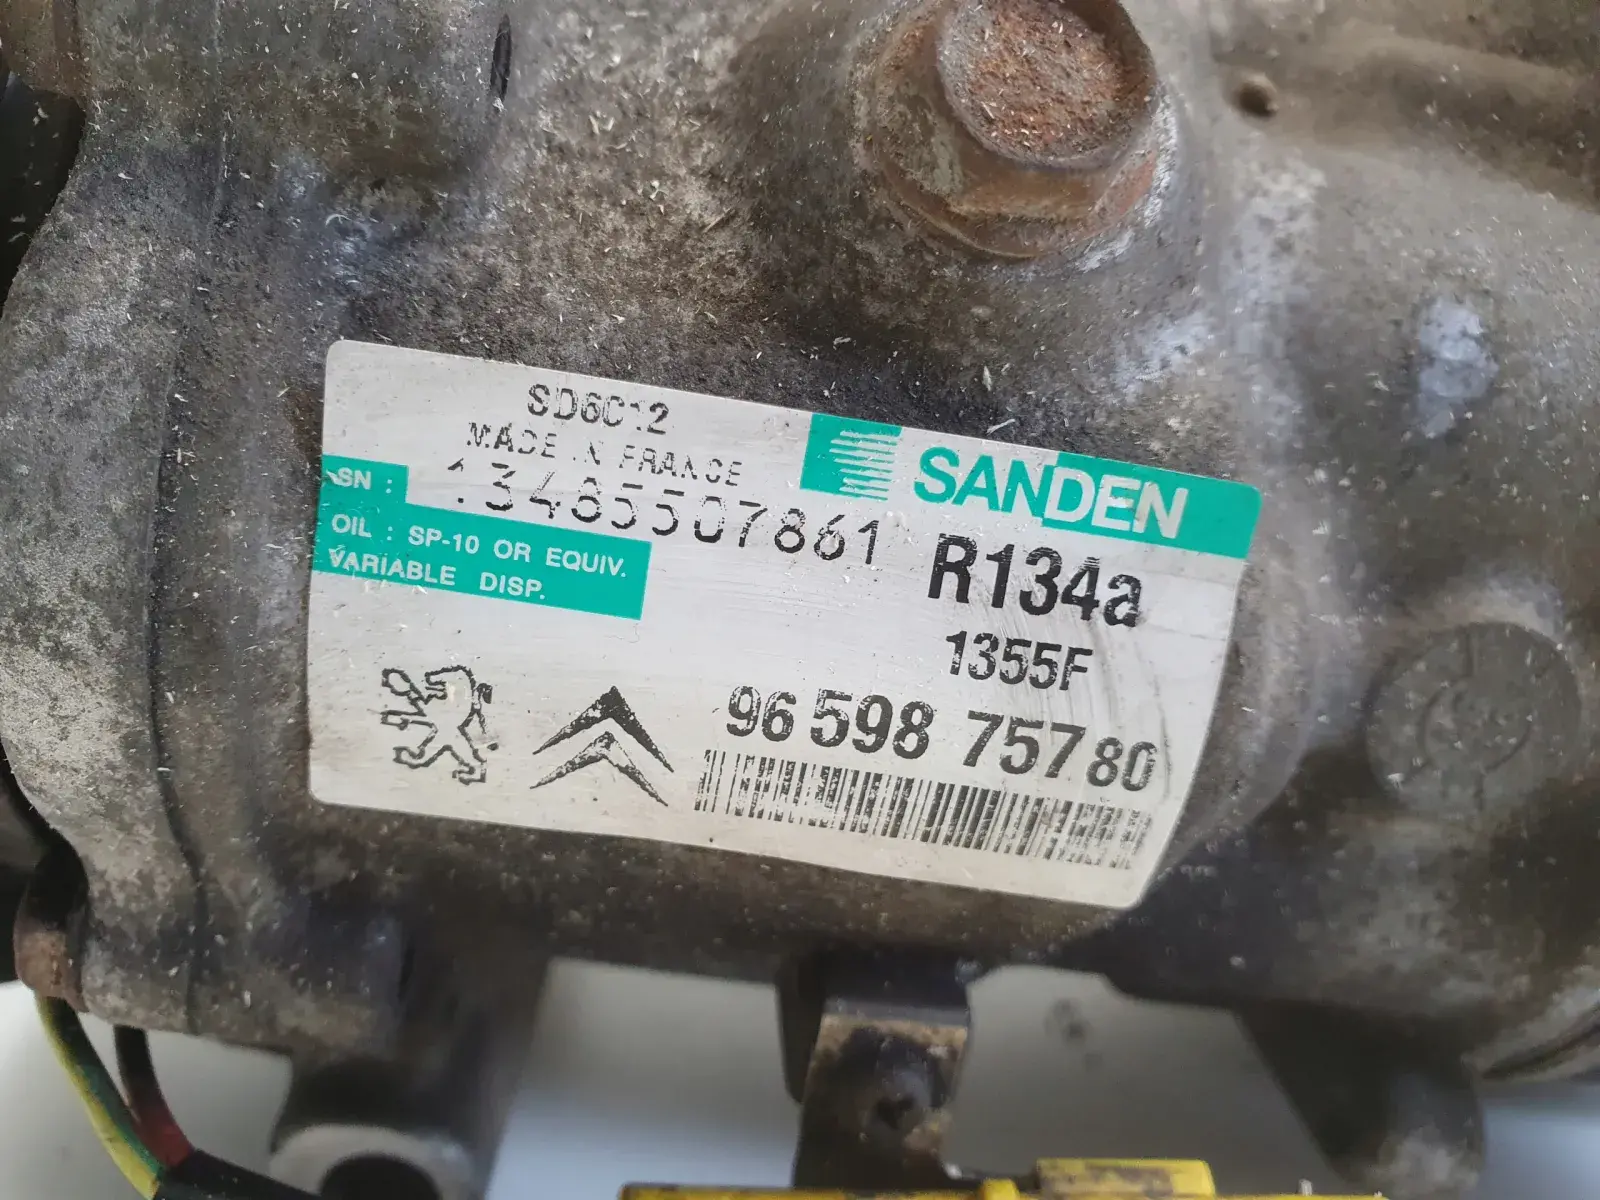 SD6C12
MADE IN FRANCE
SANDEN
SN :
13485507861
OIL : SP-10 OR EQUIV.
VARIABLE DISP.
R134a
1355F
96 598 757 80